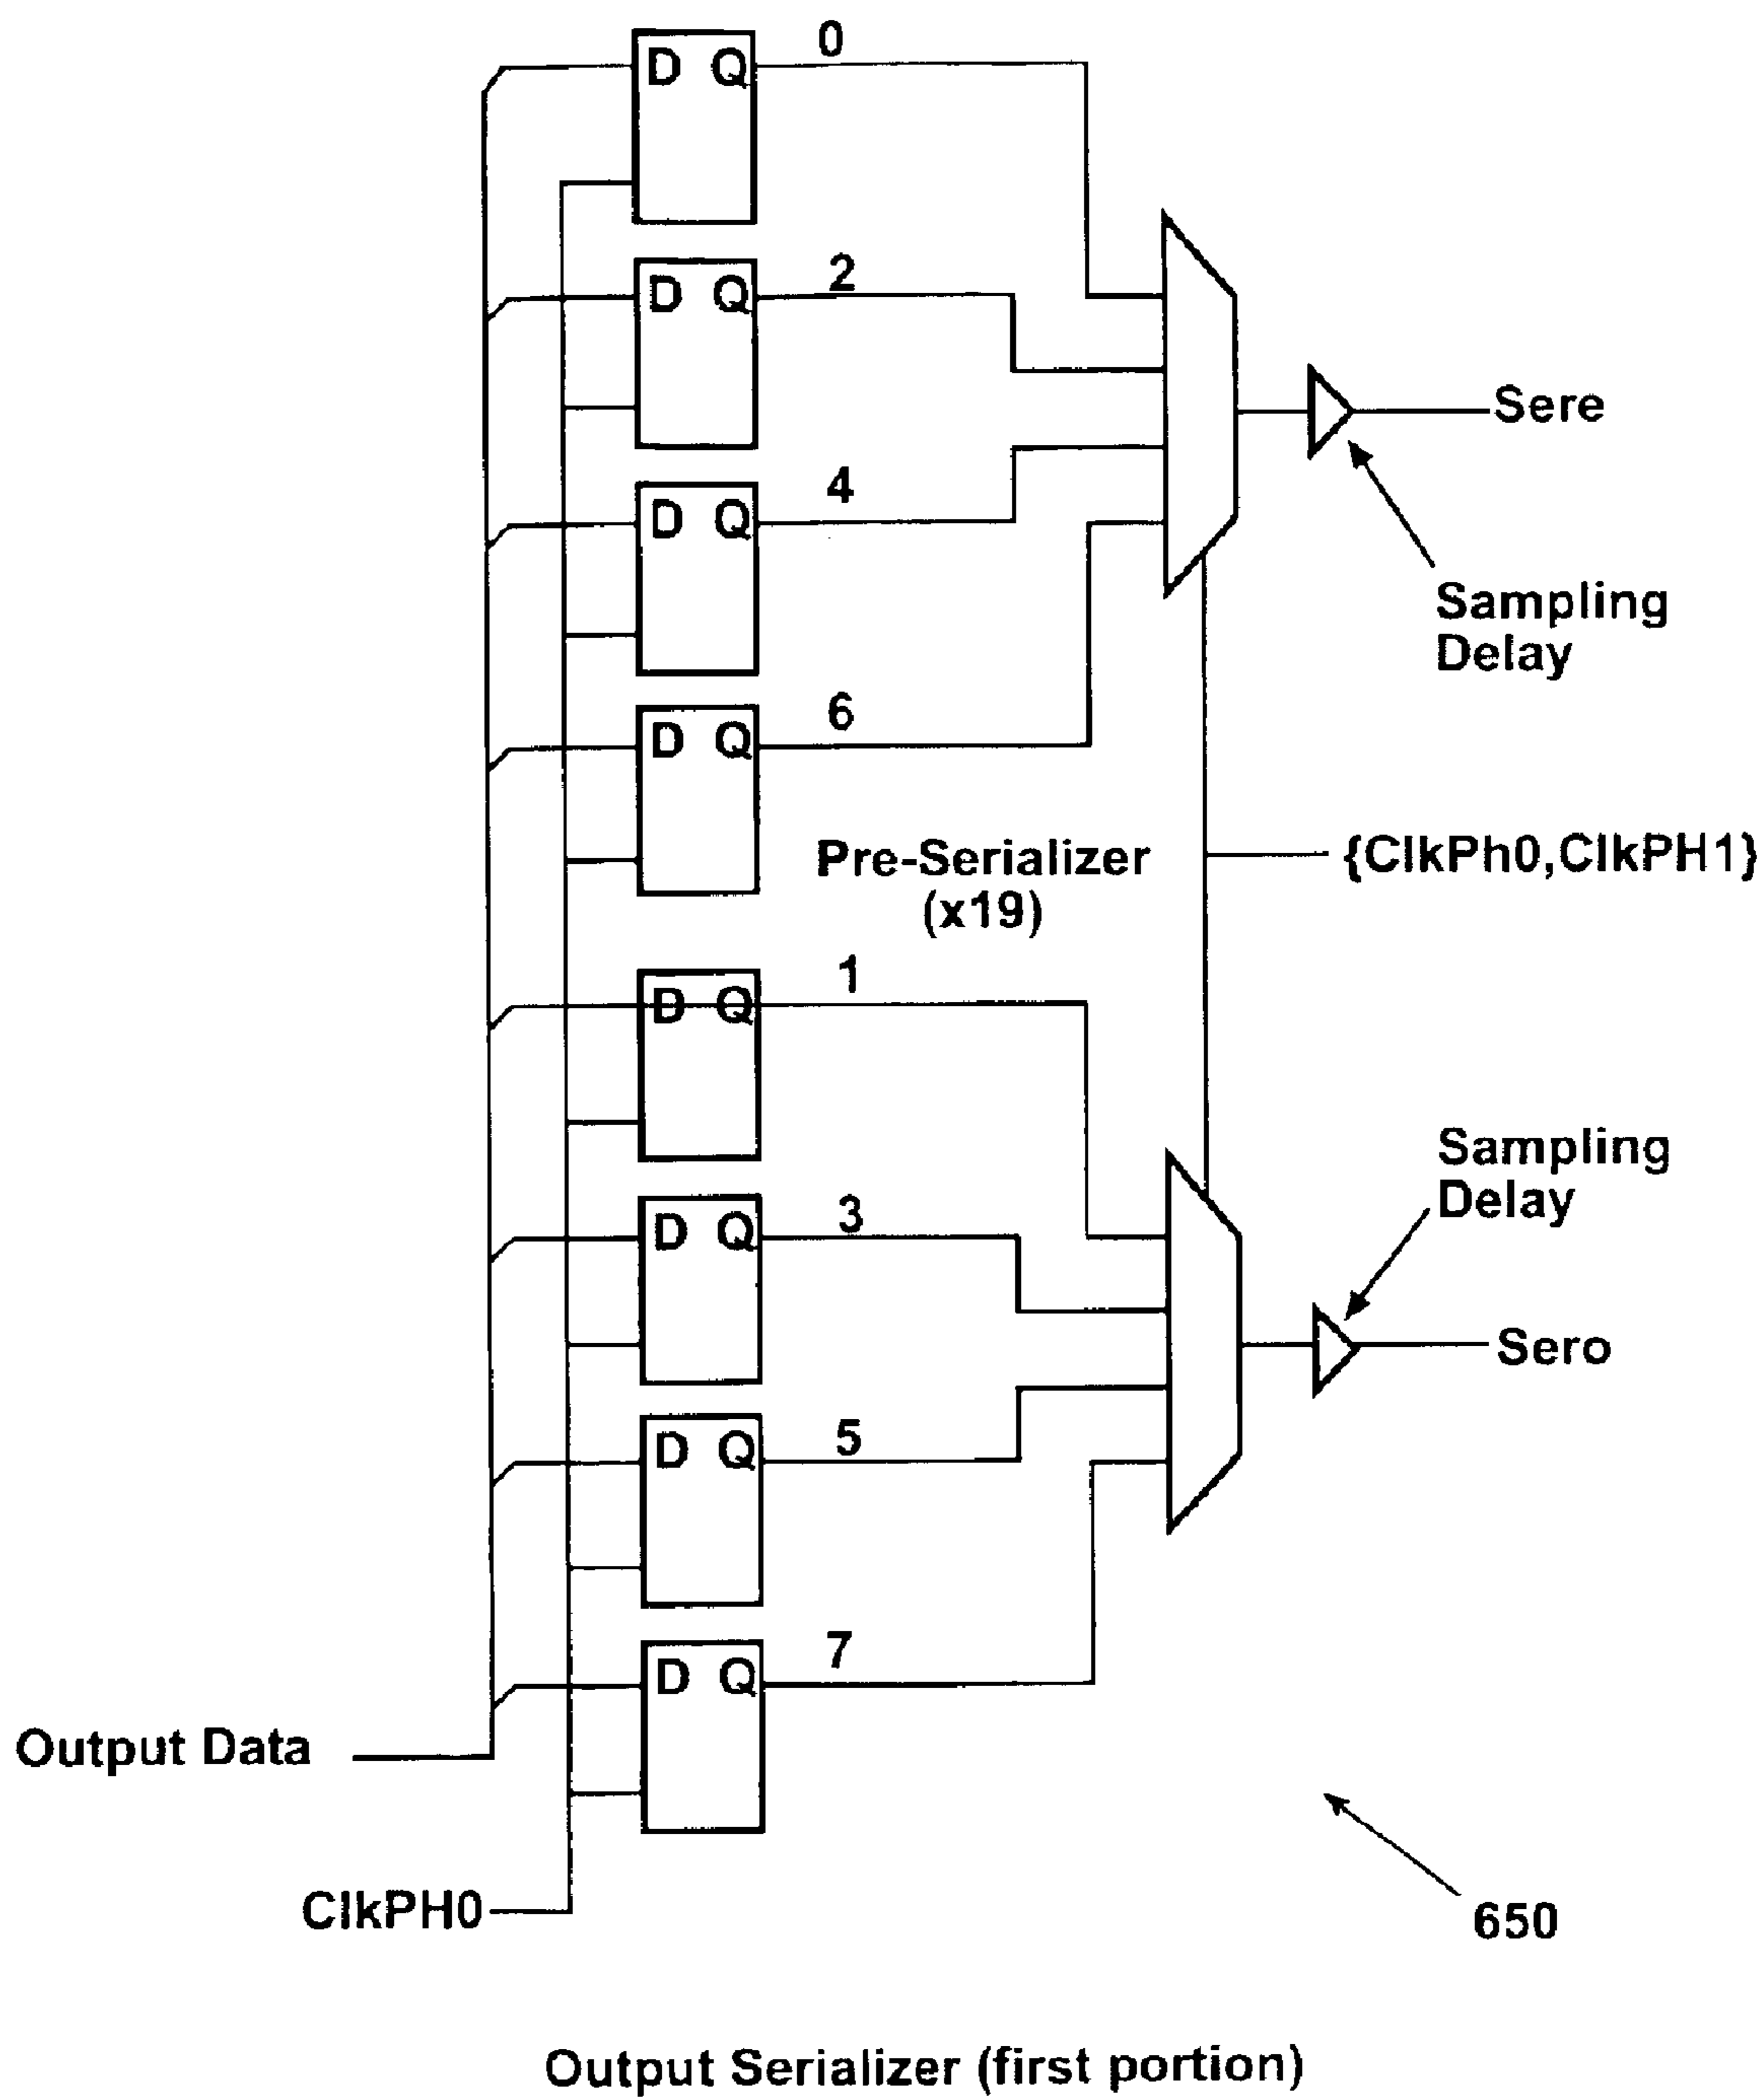 0
D Q
2
D Q
Sere
4
D Q
Sampling
Delay
6
D Q
Pre-Serializer
(x19)
{ClkPh0,ClkPH1}
1
D Q
Sampling
Delay
3
D Q
Sero
5
D Q
7
D Q
Output Data
ClkPH0
650
Output Serializer (first portion)